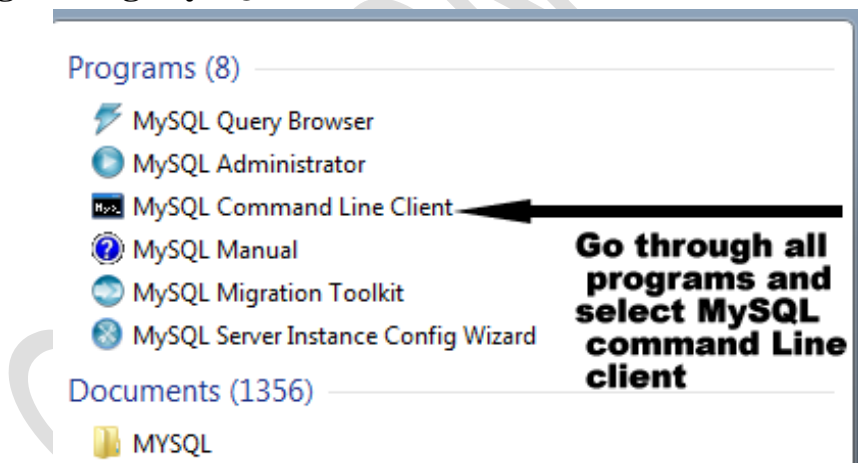 Programs (8)
MySQL Query Browser
MySQL Administrator
MySQL Command Line Client
MySQL Manual
MySQL Migration Toolkit
MySQL Server Instance Config Wizard
Go through all
programs and
select MySQL
command Line
client
Documents (1356)
MYSQL